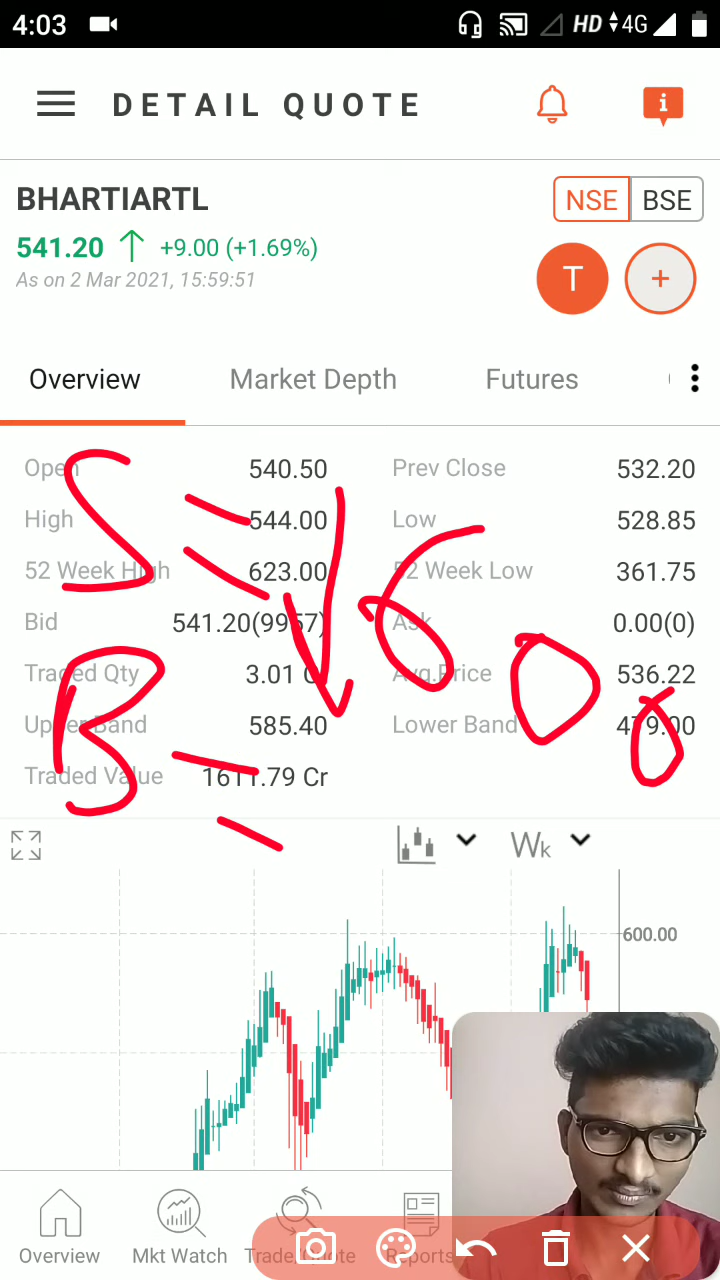 4:03 HD 4G
DETAIL QUOTE
BHARTIARTL NSE BSE
541.20 +9.00 (+1.69%)
As on 2 Mar 2021, 15:59:51
T +
Overview Market Depth Futures
Open 540.50 Prev Close 532.20
High 544.00 Low 528.85
52 Week High 623.00 52 Week Low 361.75
Bid 541.20(9957) Ask 0.00(0)
Traded Qty 3.01 Avg.Price 536.22
Upper Band 585.40 Lower Band 479.00
Traded Value 1611.79 Cr
S =
B =
Wk
600.00
Overview Mkt Watch Trade/Quote Reports